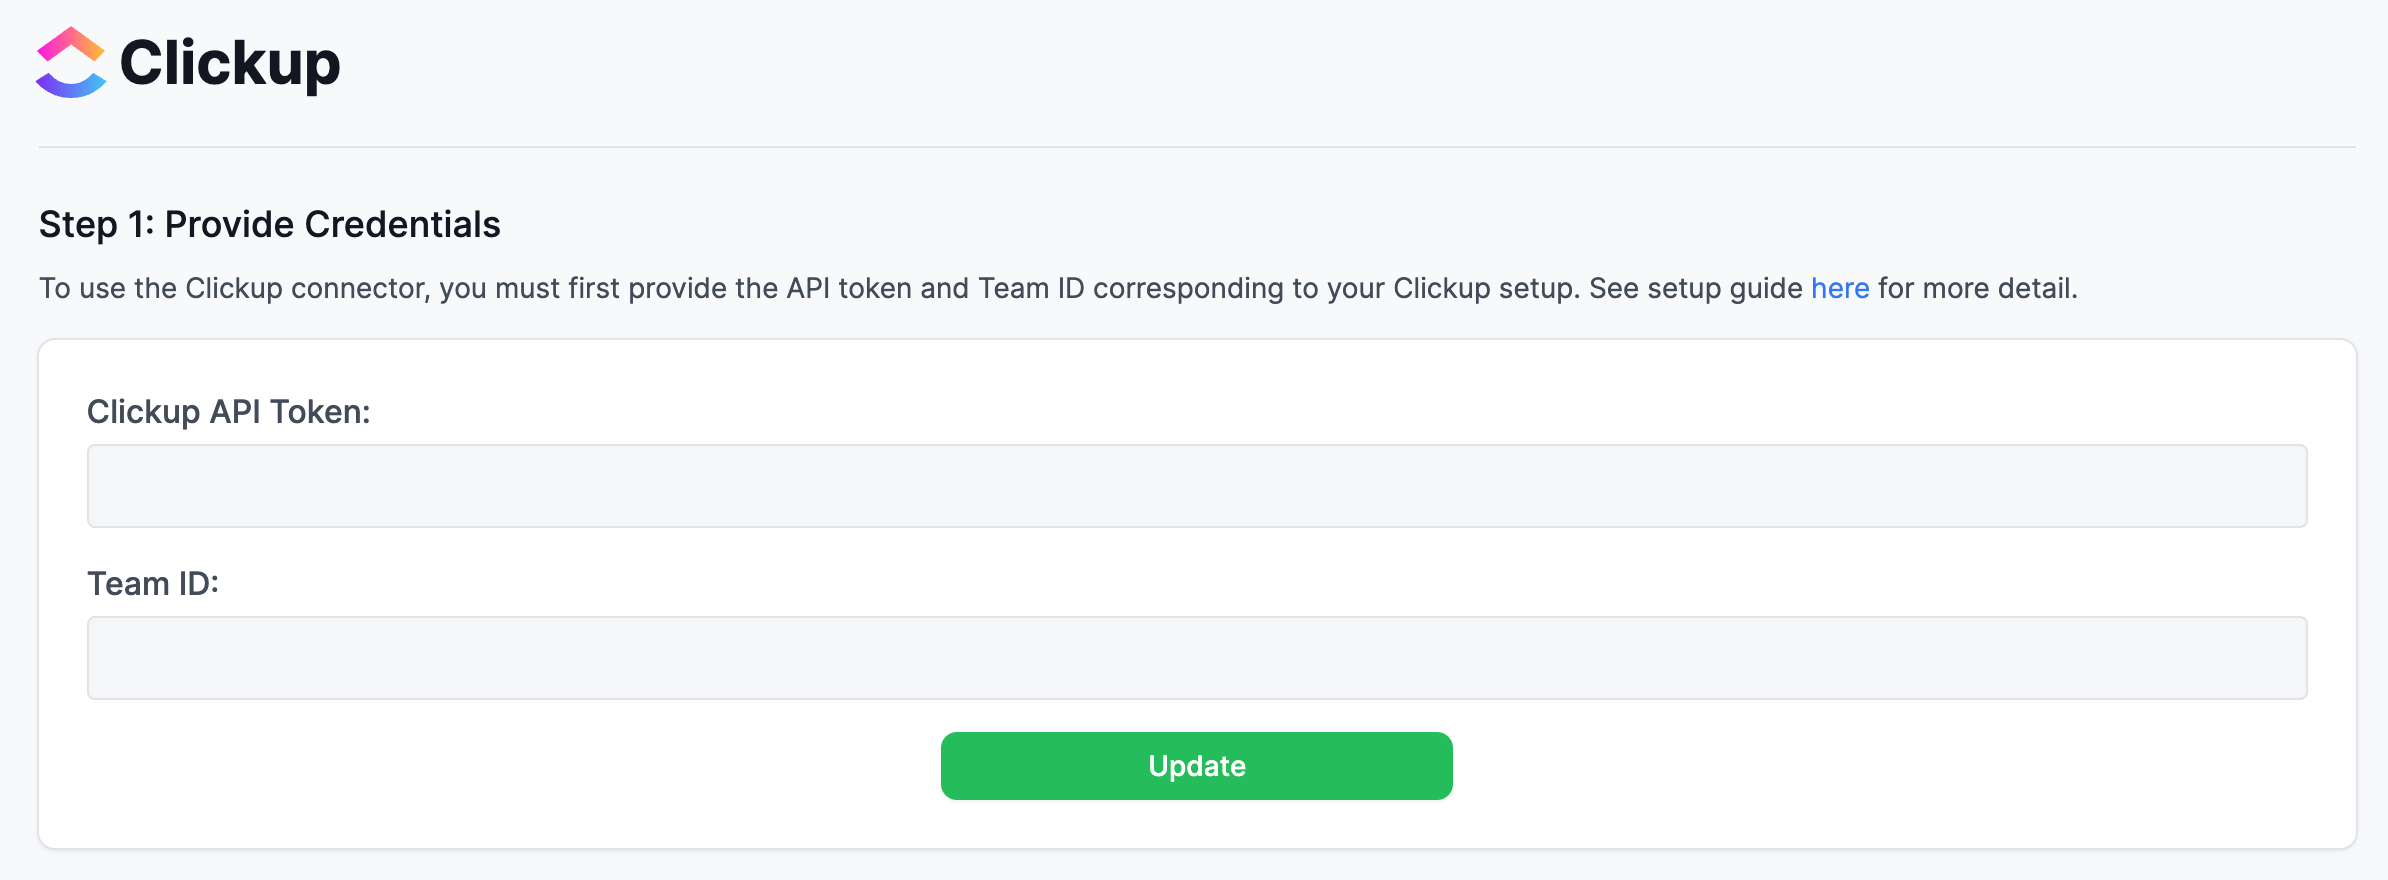 Clickup
Step 1: Provide Credentials
To use the Clickup connector, you must first provide the API token and Team ID corresponding to your Clickup setup. See setup guide here for more detail.
Clickup API Token:
Team ID:
Update